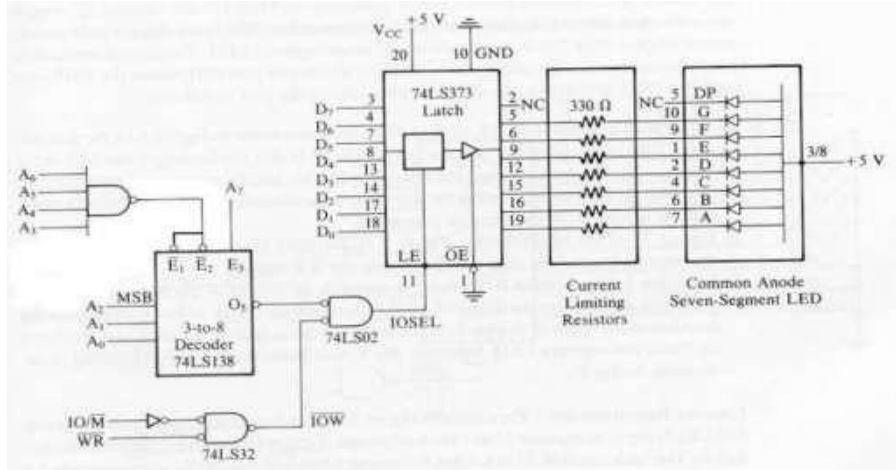 +5 V
V_CC
20
10 GND
74LS373
Latch
D7 3
D6 4
D5 7
D4 8
D3 13
D2 14
D1 17
D0 18
2 NC
5
6
9
12
15
16
19
LE
OE
11
1
330 Ω
Current
Limiting
Resistors
NC 5 DP
10 G
9 F
1 E
2 D
4 C
6 B
7 A
3/8
+5 V
Common Anode
Seven-Segment LED
A6
A5
A4
A3
A7
E1 E2 E3
MSB
A2
A1
A0
O5
3-to-8
Decoder
74LS138
74LS02
IOSEL
IO/M
WR
74LS32
IOW